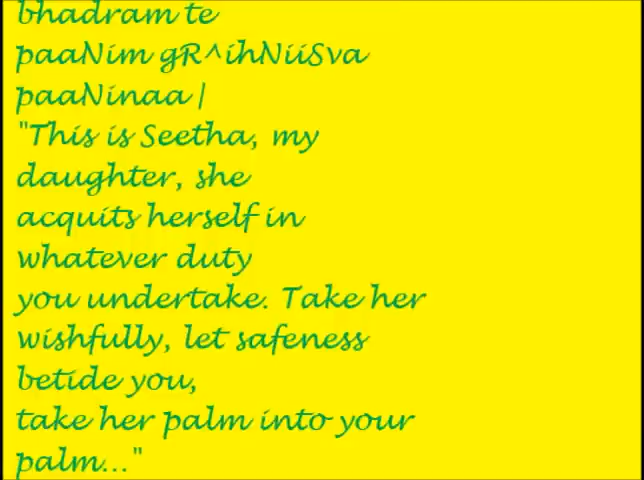 bhadram te
paaNim gR^ihNiiSva
paaNinaa |
"This is Seetha, my
daughter, she
acquits herself in
whatever duty
you undertake. Take her
wishfully, let safeness
betide you,
take her palm into your
palm..."